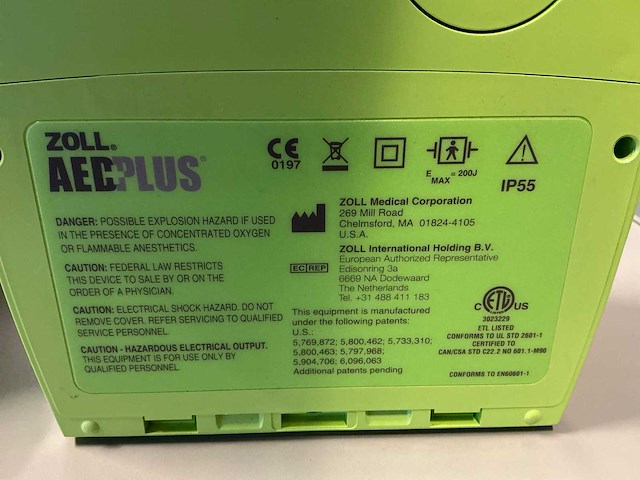 ZOLL®
AEDPLUS®
DANGER: POSSIBLE EXPLOSION HAZARD IF USED
IN THE PRESENCE OF CONCENTRATED OXYGEN
OR FLAMMABLE ANESTHETICS.
CAUTION: FEDERAL LAW RESTRICTS
THIS DEVICE TO SALE BY OR ON THE
ORDER OF A PHYSICIAN.
CAUTION: ELECTRICAL SHOCK HAZARD. DO NOT
REMOVE COVER. REFER SERVICING TO QUALIFIED
SERVICE PERSONNEL.
CAUTION - HAZARDOUS ELECTRICAL OUTPUT.
THIS EQUIPMENT IS FOR USE ONLY BY
QUALIFIED PERSONNEL.
CE
0197
EMAX = 200J
IP55
ZOLL Medical Corporation
269 Mill Road
Chelmsford, MA 01824-4105
U.S.A.
EC REP
ZOLL International Holding B.V.
European Authorized Representative
Edisonring 3a
6669 NA Dodewaard
The Netherlands
Tel. +31 488 411 183
This equipment is manufactured
under the following patents:
U.S.:
5,769,872; 5,800,462; 5,733,310;
5,800,463; 5,797,968;
5,904,706; 6,096,063
Additional patents pending
C ETL US
3023229
ETL LISTED
CONFORMS TO UL STD 2601-1
CERTIFIED TO
CAN/CSA STD C22.2 NO 601.1-M90
CONFORMS TO EN60601-1